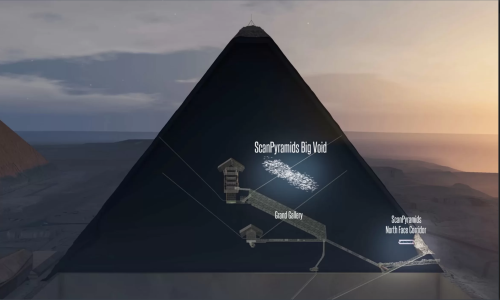 ScanPyramids Big Void
Grand Gallery
ScanPyramids
North Face Corridor